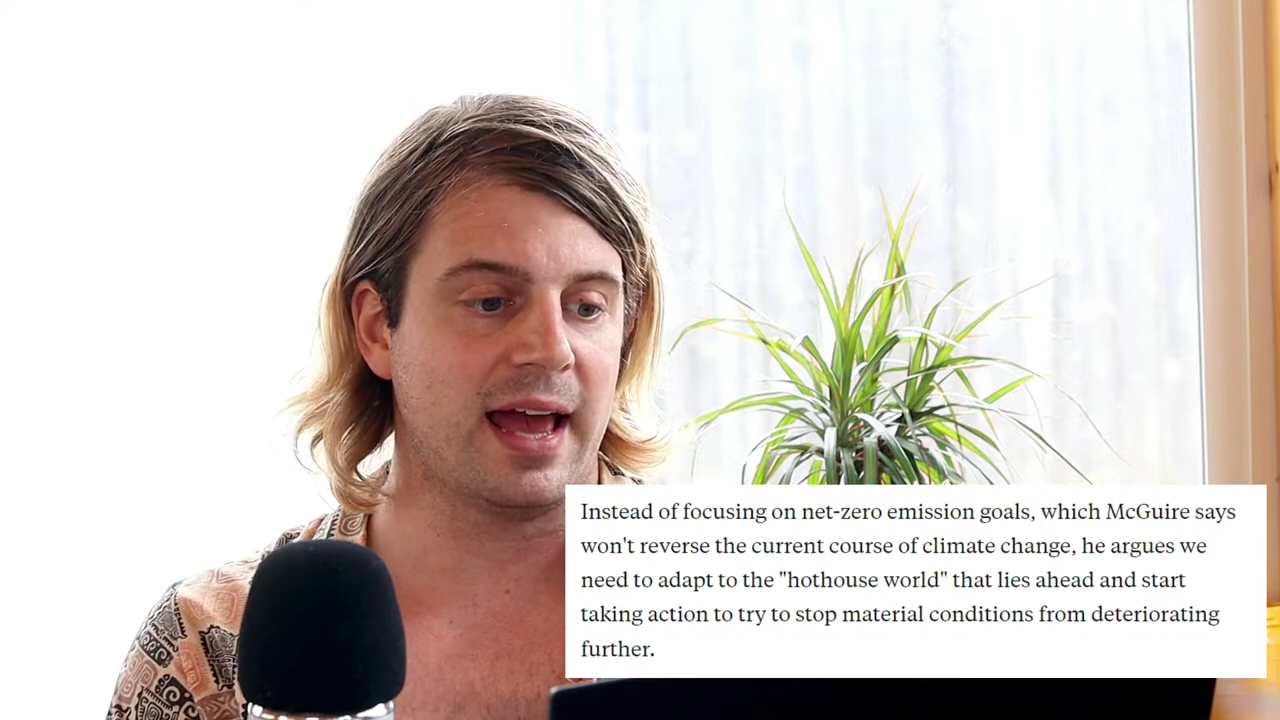 Instead of focusing on net-zero emission goals, which McGuire says
won't reverse the current course of climate change, he argues we
need to adapt to the "hothouse world" that lies ahead and start
taking action to try to stop material conditions from deteriorating
further.